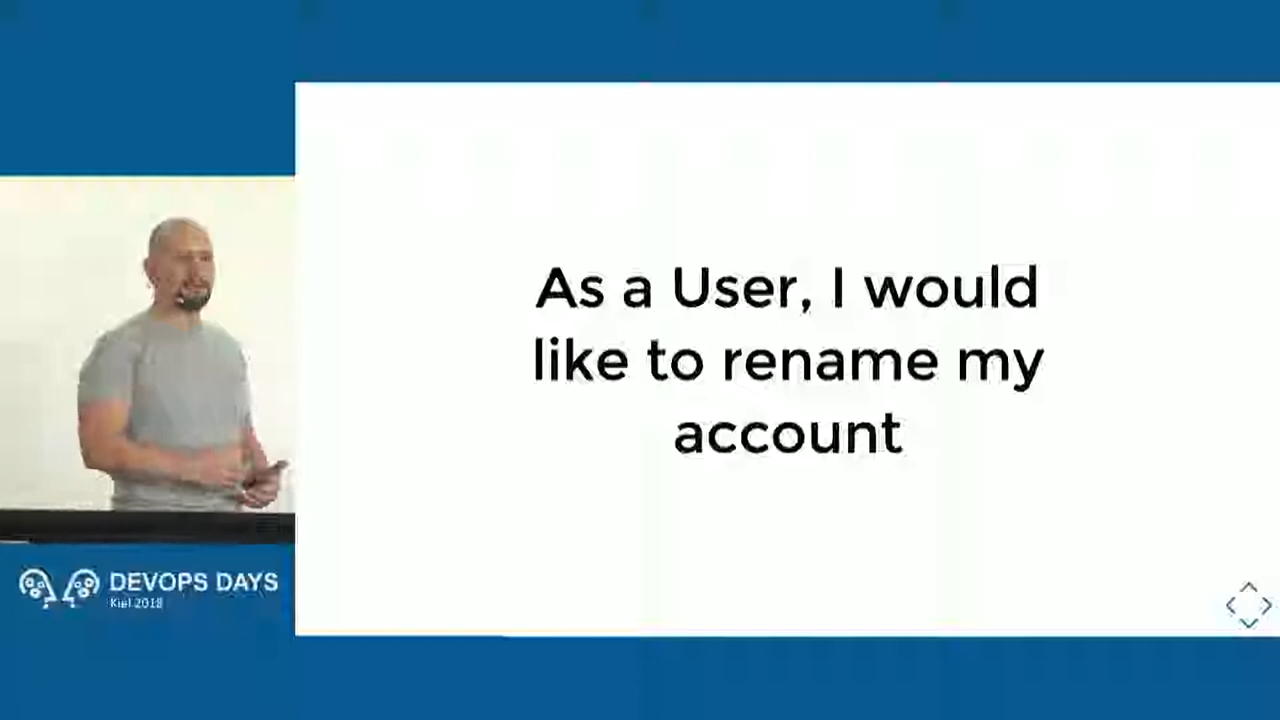 As a User, I would
like to rename my
account
DEVOPS DAYS
Kiel 2018